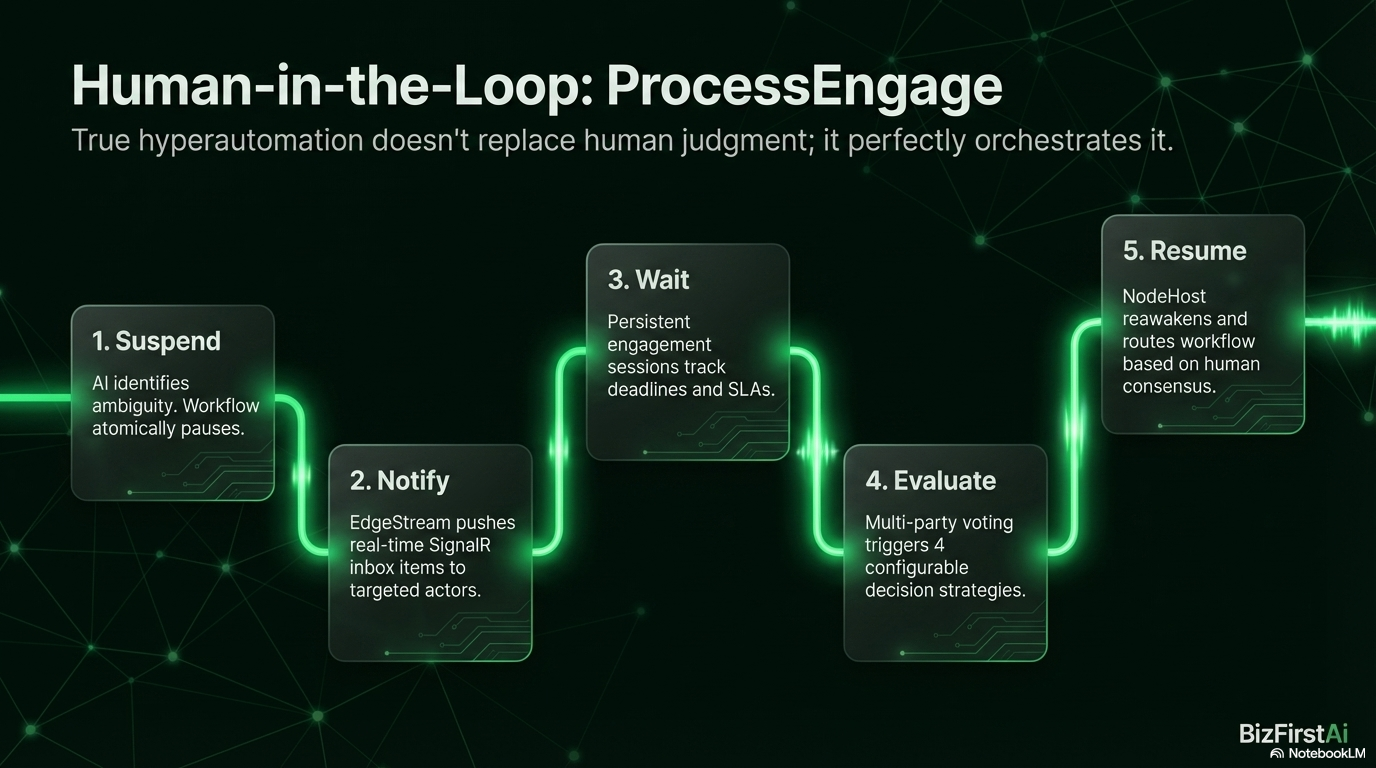 Human-in-the-Loop: ProcessEngage
True hyperautomation doesn't replace human judgment; it perfectly orchestrates it.
1. Suspend
AI identifies
ambiguity. Workflow
atomically pauses.
2. Notify
EdgeStream pushes
real-time SignalR
inbox items to
targeted actors.
3. Wait
Persistent
engagement
sessions track
deadlines and SLAs.
4. Evaluate
Multi-party voting
triggers 4
configurable
decision strategies.
5. Resume
NodeHost
reawakens and
routes workflow
based on human
consensus.
BizFirstAi
NotebookLM